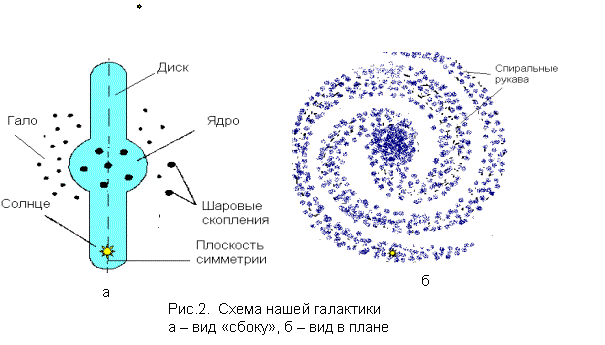 Диск
Гало
Ядро
Солнце
Шаровые
скопления
Плоскость
симметрии
а
Спиральные
рукава
б
Рис.2. Схема нашей галактики
а – вид «сбоку», б – вид в плане